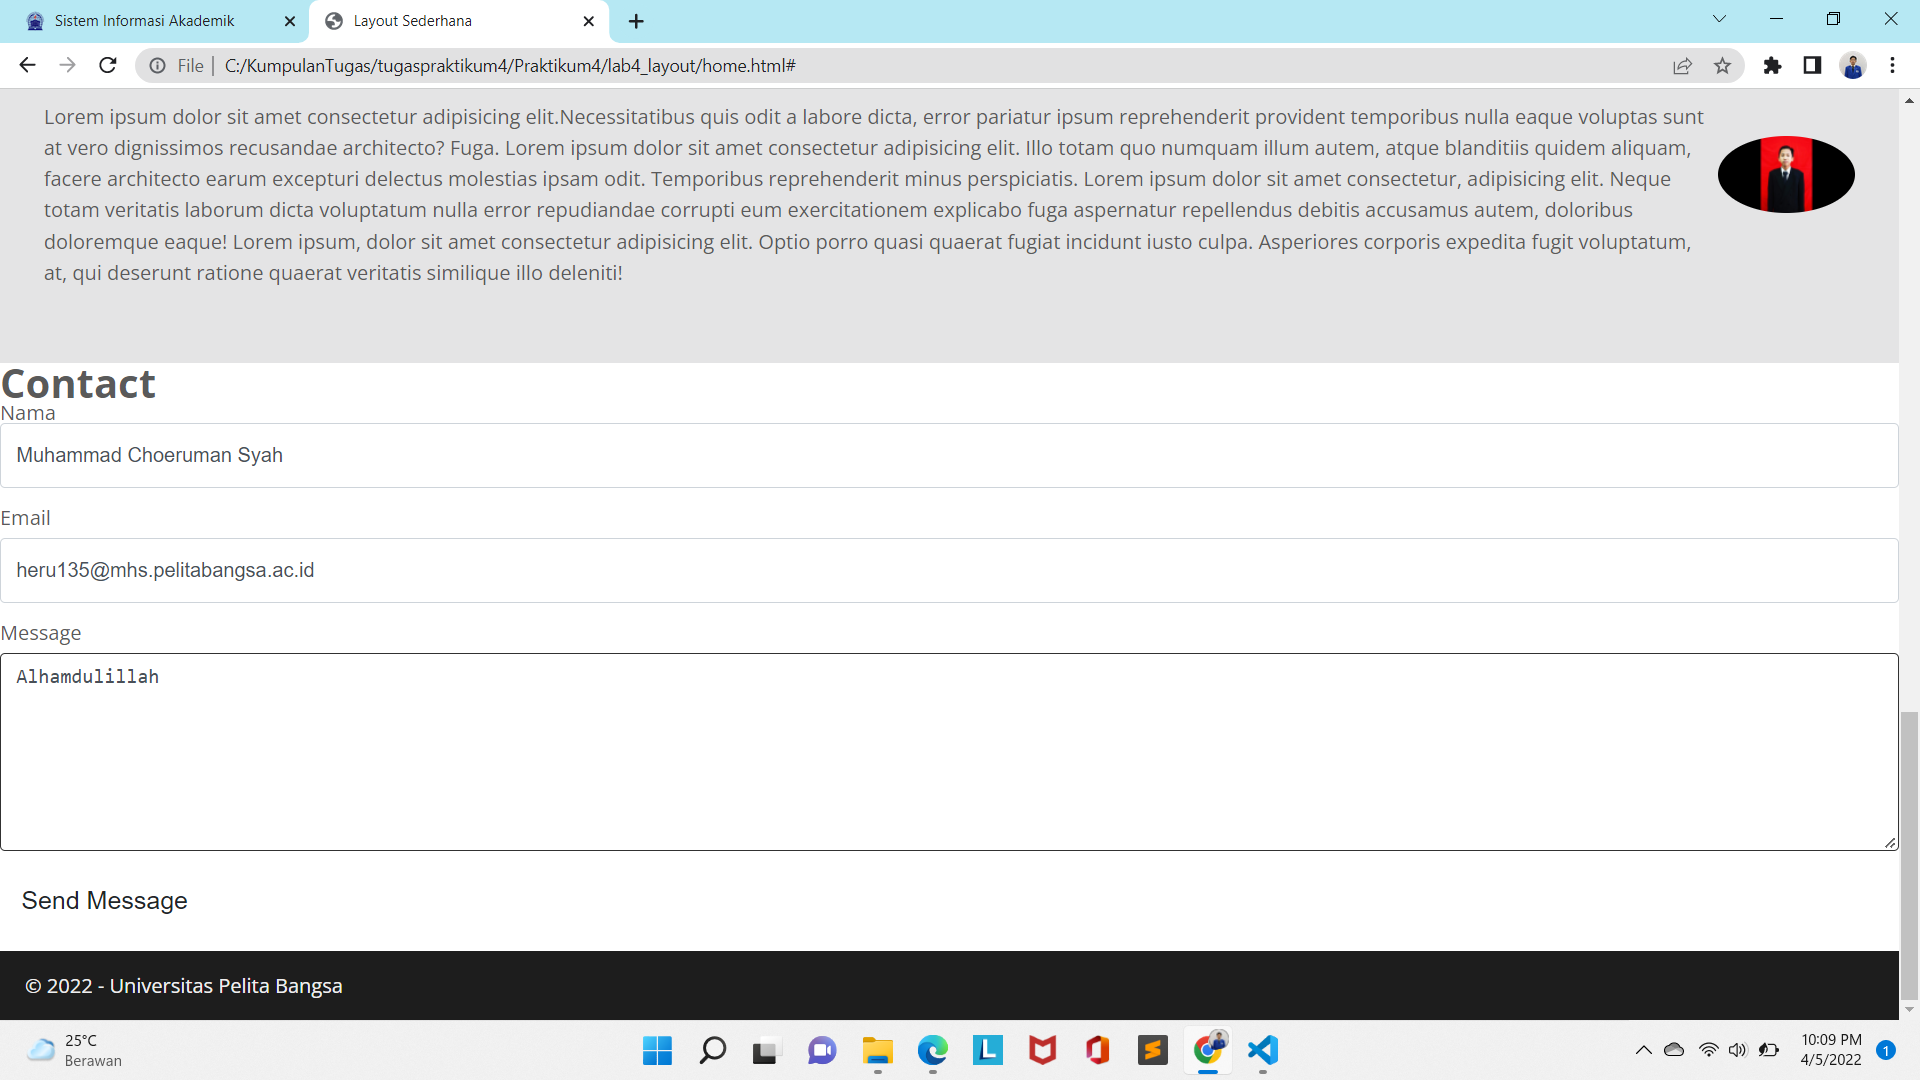 Sistem Informasi Akademik
Layout Sederhana
File
C:/KumpulanTugas/tugaspraktikum4/Praktikum4/lab4_layout/home.html#
Lorem ipsum dolor sit amet consectetur adipisicing elit.Necessitatibus quis odit a labore dicta, error pariatur ipsum reprehenderit provident temporibus nulla eaque voluptas sunt
at vero dignissimos recusandae architecto? Fuga. Lorem ipsum dolor sit amet consectetur adipisicing elit. Illo totam quo numquam illum autem, atque blanditiis quidem aliquam,
facere architecto earum excepturi delectus molestias ipsam odit. Temporibus reprehenderit minus perspiciatis. Lorem ipsum dolor sit amet consectetur, adipisicing elit. Neque
totam veritatis laborum dicta voluptatum nulla error repudiandae corrupti eum exercitationem explicabo fuga aspernatur repellendus debitis accusamus autem, doloribus
doloremque eaque! Lorem ipsum, dolor sit amet consectetur adipisicing elit. Optio porro quasi quaerat fugiat incidunt iusto culpa. Asperiores corporis expedita fugit voluptatum,
at, qui deserunt ratione quaerat veritatis similique illo deleniti!
Contact
Nama
Muhammad Choeruman Syah
Email
heru135@mhs.pelitabangsa.ac.id
Message
Alhamdulillah
Send Message
© 2022 - Universitas Pelita Bangsa
25°C
Berawan
10:09 PM
4/5/2022
1